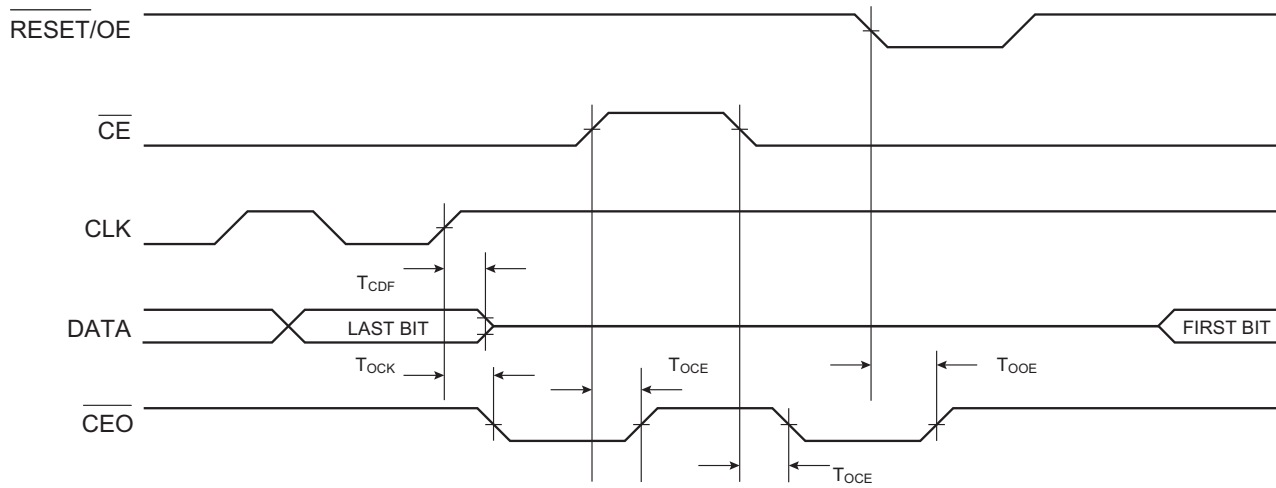 RESET/OE
CE
CLK
TCDF
DATA
LAST BIT
FIRST BIT
TOCK
TOCE
TOOE
CEO
TOCE